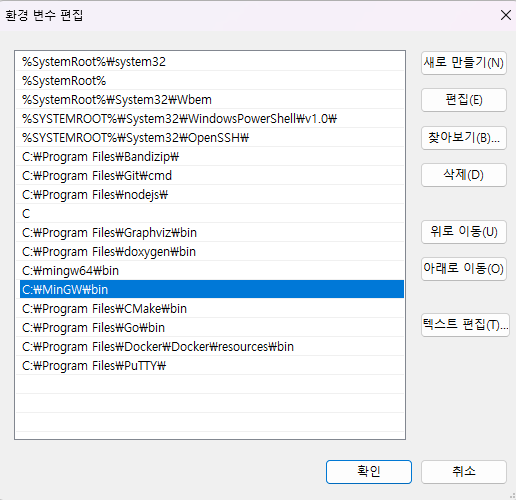 환경 변수 편집
%SystemRoot%₩system32
%SystemRoot%
%SystemRoot%₩System32₩Wbem
%SYSTEMROOT%₩System32₩WindowsPowerShell₩v1.0₩
%SYSTEMROOT%₩System32₩OpenSSH₩
C:₩Program Files₩Bandizip₩
C:₩Program Files₩Git₩cmd
C:₩Program Files₩nodejs₩
C
C:₩Program Files₩Graphviz₩bin
C:₩Program Files₩doxygen₩bin
C:₩mingw64₩bin
C:₩MinGW₩bin
C:₩Program Files₩CMake₩bin
C:₩Program Files₩Go₩bin
C:₩Program Files₩Docker₩Docker₩resources₩bin
C:₩Program Files₩PuTTY₩
새로 만들기(N)
편집(E)
찾아보기(B)...
삭제(D)
위로 이동(U)
아래로 이동(O)
텍스트 편집(T)...
확인
취소